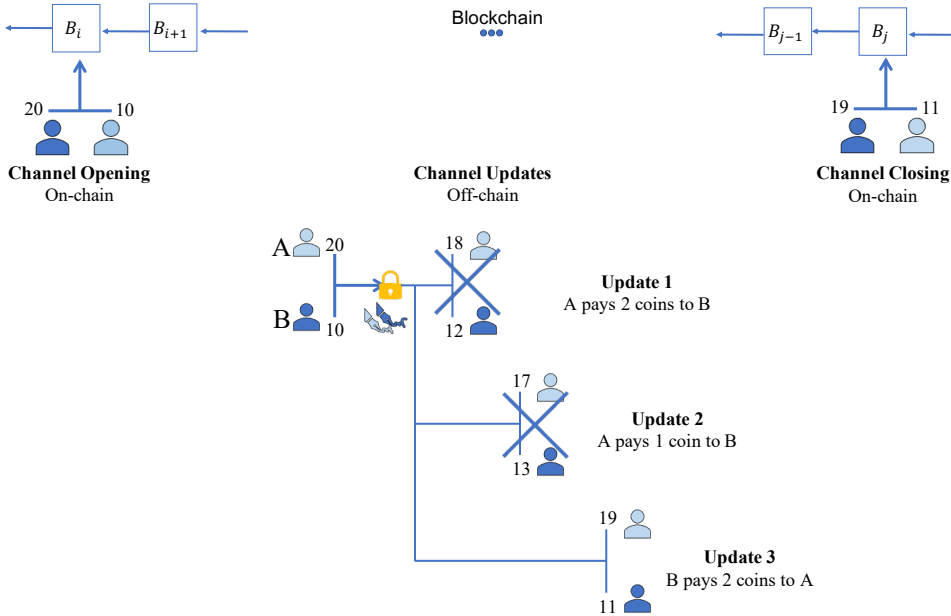 Blockchain
B_i
B_{i+1}
B_{j−1}
B_j
20 10
19 11
Channel Opening
On-chain
Channel Updates
Off-chain
Channel Closing
On-chain
A 20
B 10
18
12
Update 1
A pays 2 coins to B
17
13
Update 2
A pays 1 coin to B
19
11
Update 3
B pays 2 coins to A